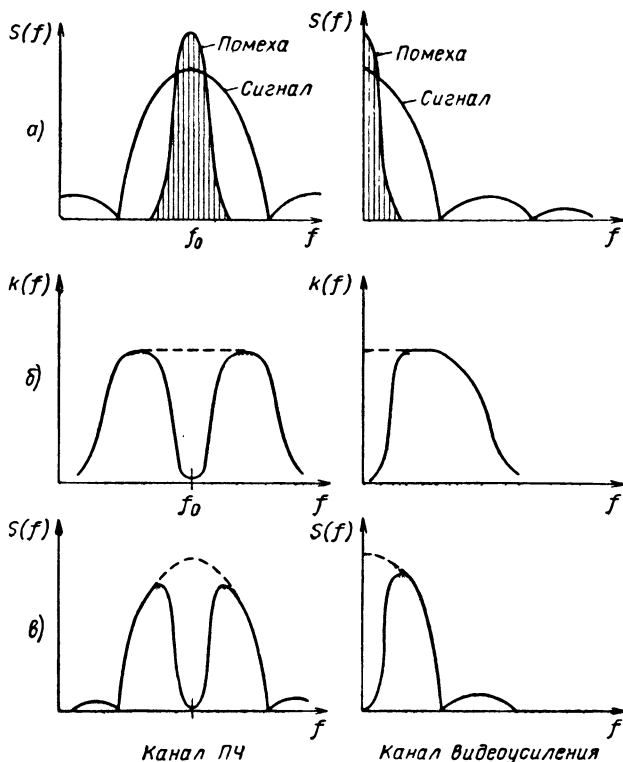 S(f)
Помеха
Сигнал
а)
f₀
f
S(f)
Помеха
Сигнал
f
k(f)
б)
f₀
f
k(f)
f
S(f)
в)
f
S(f)
f
Канал ПЧ
Канал видеоусиления